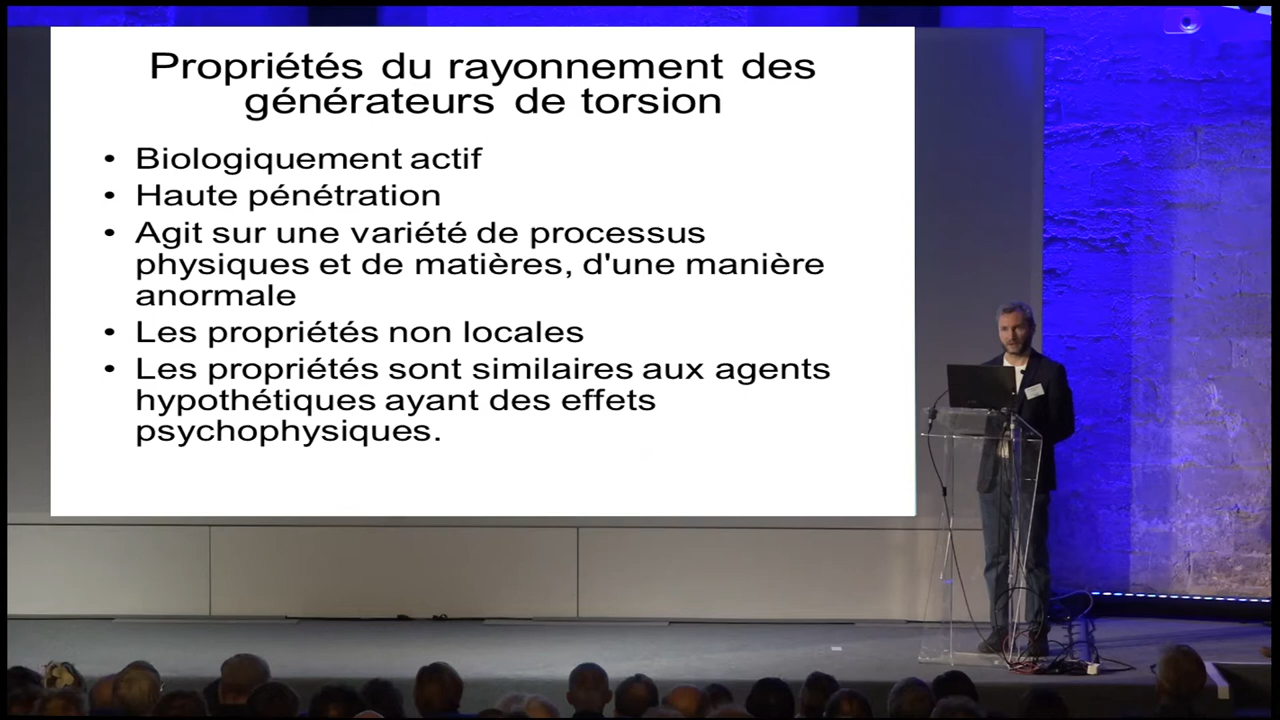 Propriétés du rayonnement des
générateurs de torsion
• Biologiquement actif
• Haute pénétration
• Agit sur une variété de processus
physiques et de matières, d'une manière
anormale
• Les propriétés non locales
• Les propriétés sont similaires aux agents
hypothétiques ayant des effets
psychophysiques.